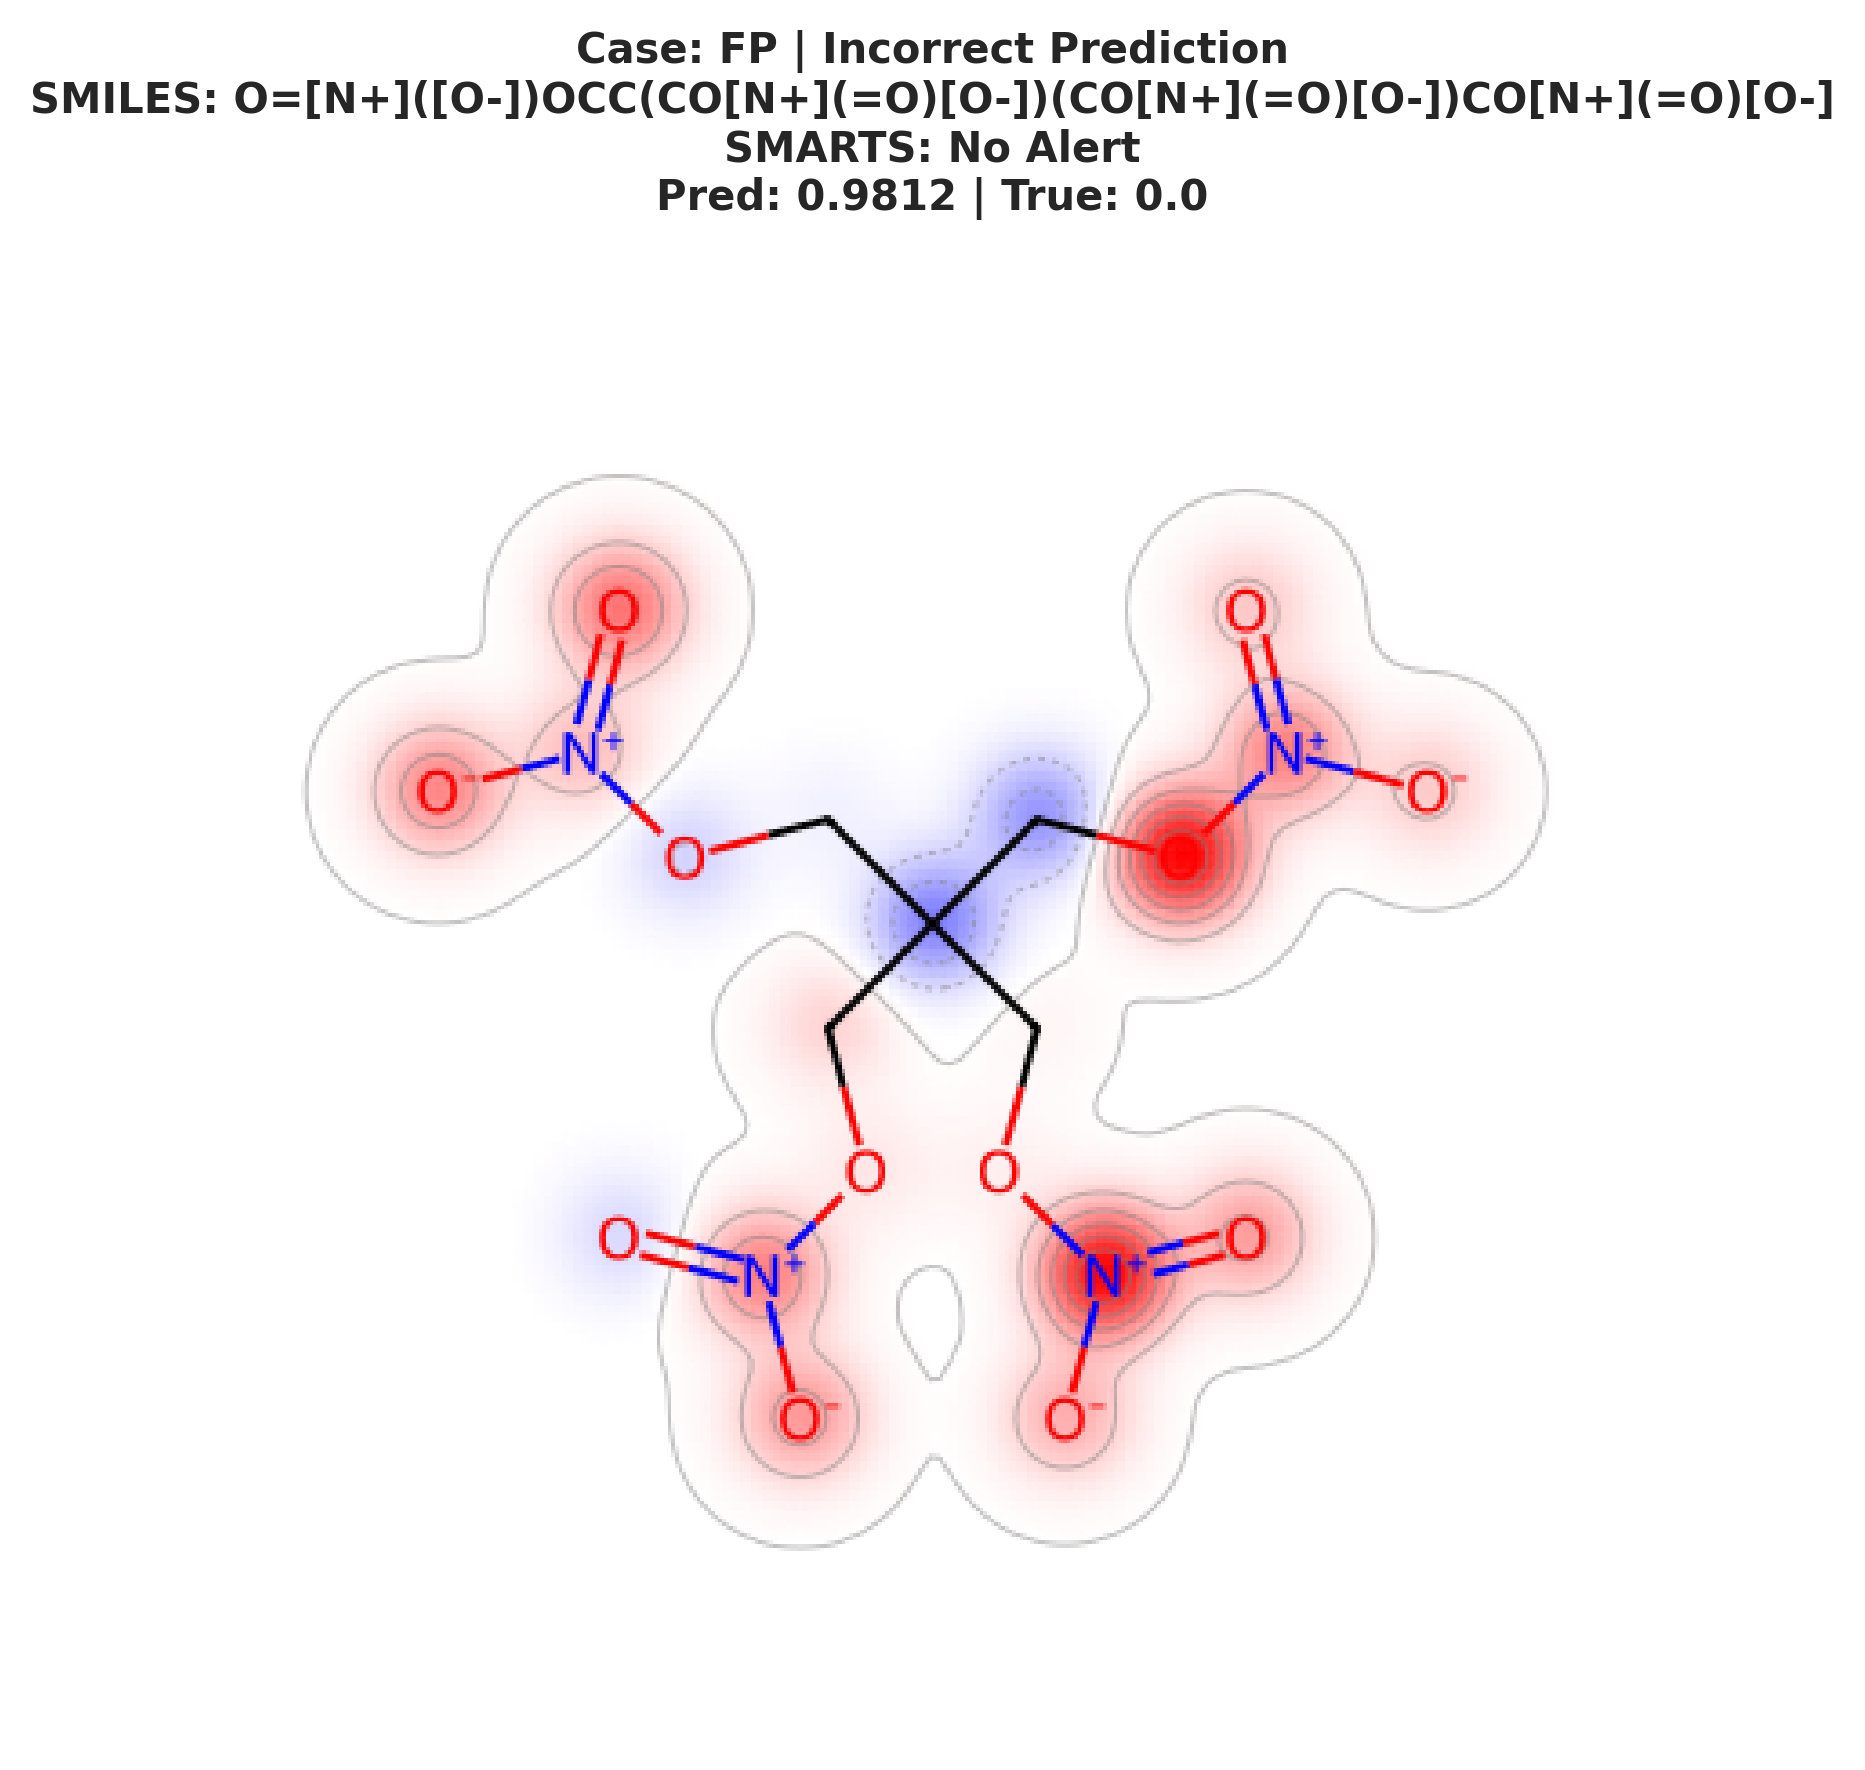 Case: FP | Incorrect Prediction
SMILES: O=[N+]([O-])OCC(CO[N+](=O)[O-])(CO[N+](=O)[O-])CO[N+](=O)[O-]
SMARTS: No Alert
Pred: 0.9812 | True: 0.0
O O
N+ N+
O- O-
O
O O
O N+ N+ O
O- O-